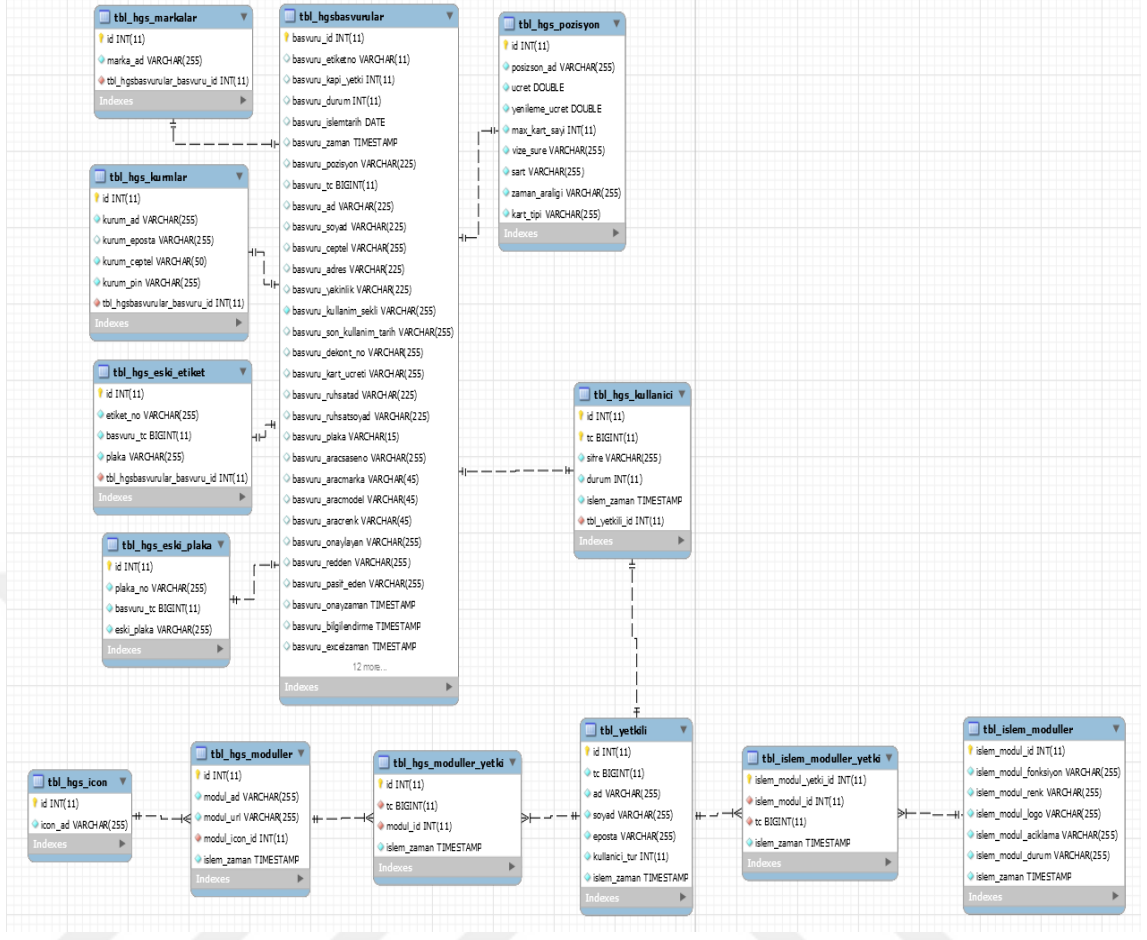 tbl_hgs_markalar
id INT(11)
marka_ad VARCHAR(255)
tbl_hgsbasvurular_basvuru_id INT(11)
Indexes
tbl_hgs_kurmlar
id INT(11)
kurum_ad VARCHAR(255)
kurum_eposta VARCHAR(255)
kurum_ceptel VARCHAR(50)
kurum_pin VARCHAR(255)
tbl_hgsbasvurular_basvuru_id INT(11)
Indexes
tbl_hgs_eski_etiket
id INT(11)
etiket_no VARCHAR(255)
basvuru_tc BIGINT(11)
plaka VARCHAR(255)
tbl_hgsbasvurular_basvuru_id INT(11)
Indexes
tbl_hgs_eski_plaka
id INT(11)
plaka_no VARCHAR(255)
basvuru_tc BIGINT(11)
eski_plaka VARCHAR(255)
Indexes
tbl_hgsbasvurular
basvuru_id INT(11)
basvuru_etiketno VARCHAR(11)
basvuru_kapi_yetki INT(11)
basvuru_durum INT(11)
basvuru_islemtarih DATE
basvuru_zaman TIMESTAMP
basvuru_pozisyon VARCHAR(225)
basvuru_tc BIGINT(11)
basvuru_ad VARCHAR(225)
basvuru_soyad VARCHAR(225)
basvuru_ceptel VARCHAR(255)
basvuru_adres VARCHAR(225)
basvuru_yakinlik VARCHAR(225)
basvuru_kullanim_sekli VARCHAR(255)
basvuru_son_kullanim_tarih VARCHAR(255)
basvuru_dekont_no VARCHAR(255)
basvuru_kart_ucreti VARCHAR(255)
basvuru_ruhsatad VARCHAR(225)
basvuru_ruhsatsoyad VARCHAR(225)
basvuru_plaka VARCHAR(15)
basvuru_aracsaseno VARCHAR(255)
basvuru_aracmarka VARCHAR(45)
basvuru_aracmodel VARCHAR(45)
basvuru_aracrenk VARCHAR(45)
basvuru_onaylayan VARCHAR(255)
basvuru_redden VARCHAR(255)
basvuru_pasit_eden VARCHAR(255)
basvuru_onayzaman TIMESTAMP
basvuru_bilgilendirme TIMESTAMP
basvuru_excelzaman TIMESTAMP
12 more...
Indexes
tbl_hgs_pozisyon
id INT(11)
posizson_ad VARCHAR(255)
ucret DOUBLE
yenileme_ucret DOUBLE
max_kart_sayi INT(11)
vize_sure VARCHAR(255)
sart VARCHAR(255)
zaman_araligi VARCHAR(255)
kart_tipi VARCHAR(255)
Indexes
tbl_hgs_kullanici
id INT(11)
tc BIGINT(11)
sifre VARCHAR(255)
durum INT(11)
islem_zaman TIMESTAMP
tbl_yetkili_id INT(11)
Indexes
tbl_hgs_icon
id INT(11)
icon_ad VARCHAR(255)
Indexes
tbl_hgs_moduller
id INT(11)
modul_ad VARCHAR(255)
modul_url VARCHAR(255)
modul_icon_id INT(11)
islem_zaman TIMESTAMP
Indexes
tbl_hgs_moduller_yetki
id INT(11)
tc BIGINT(11)
modul_id INT(11)
islem_zaman TIMESTAMP
Indexes
tbl_yetkili
id INT(11)
tc BIGINT(11)
ad VARCHAR(255)
soyad VARCHAR(255)
eposta VARCHAR(255)
kullanici_tur INT(11)
islem_zaman TIMESTAMP
Indexes
tbl_islem_moduller_yetki
islem_modul_yetki_id INT(11)
islem_modul_id INT(11)
tc BIGINT(11)
islem_zaman TIMESTAMP
Indexes
tbl_islem_moduller
islem_modul_id INT(11)
islem_modul_fonksiyon VARCHAR(255)
islem_modul_renk VARCHAR(255)
islem_modul_logo VARCHAR(255)
islem_modul_aciklama VARCHAR(255)
islem_modul_durum VARCHAR(255)
islem_zaman TIMESTAMP
Indexes